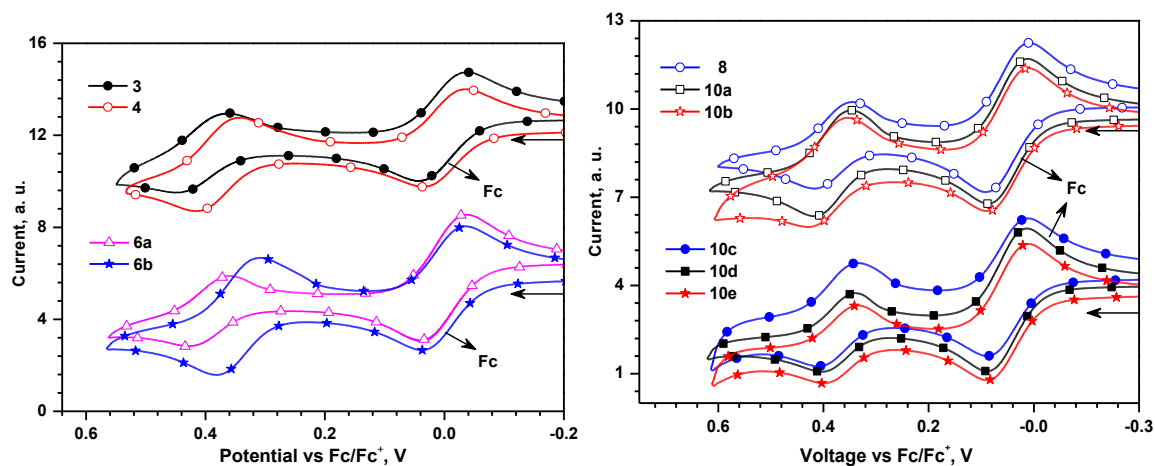 16
12
8
4
0
Current, a. u.
3
4
Fc
6a
6b
Fc
0.6
0.4
0.2
0.0
-0.2
Potential vs Fc/Fc⁺, V
13
10
7
4
1
Current, a. u.
8
10a
10b
Fc
10c
10d
10e
0.6
0.4
0.2
-0.0
-0.3
Voltage vs Fc/Fc⁺, V